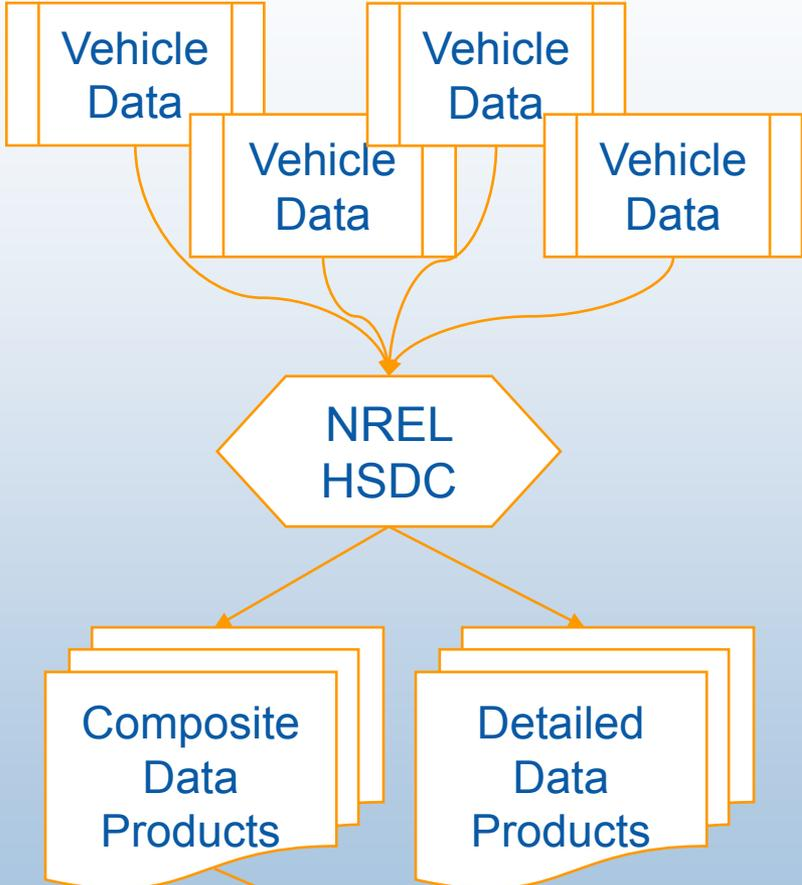 Vehicle
Data
Vehicle
Data
Vehicle
Data
Vehicle
Data
NREL
HSDC
Composite
Data
Products
Detailed
Data
Products